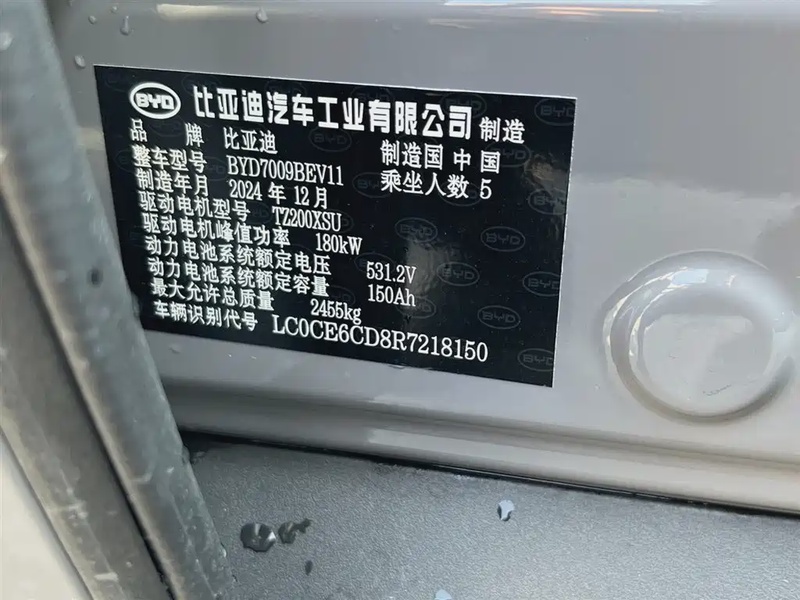 BYD 比亚迪汽车工业有限公司 制造
品 牌 比亚迪 制造国 中国
整车型号 BYD7009BEV11 乘坐人数 5
制造年月 2024 年 12 月
驱动电机型号 TZ200XSU
驱动电机峰值功率 180kW
动力电池系统额定电压 531.2V
动力电池系统额定容量 150Ah
最大允许总质量 2455kg
车辆识别代号 LC0CE6CD8R7218150